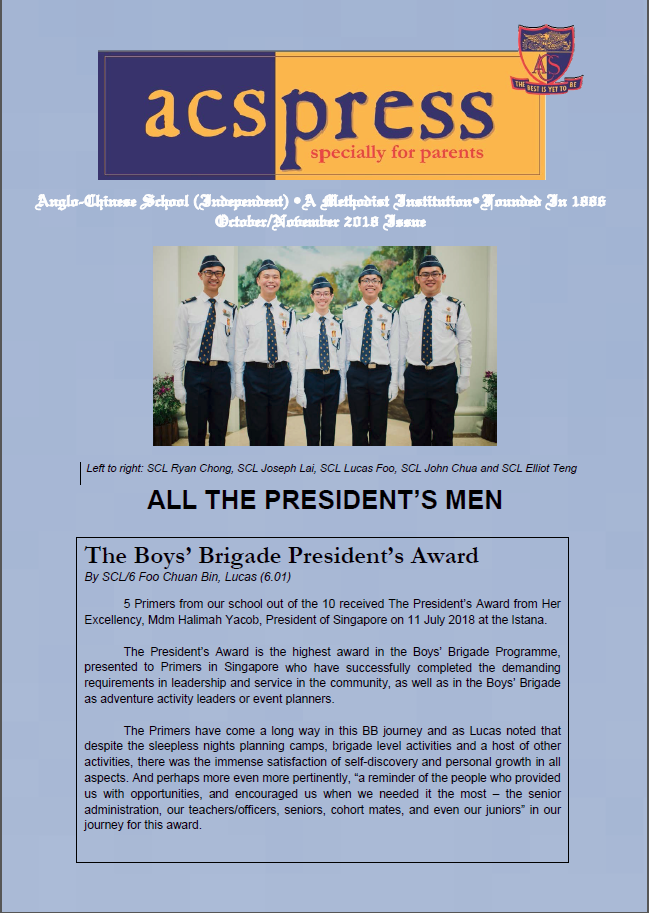 ACS
THE BEST IS YET TO BE
acspress
specially for parents
Anglo-Chinese School (Independent) •A Methodist Institution•Founded In 1886
October/November 2018 Issue
Left to right: SCL Ryan Chong, SCL Joseph Lai, SCL Lucas Foo, SCL John Chua and SCL Elliot Teng
ALL THE PRESIDENT’S MEN
The Boys’ Brigade President’s Award
By SCL/6 Foo Chuan Bin, Lucas (6.01)
5 Primers from our school out of the 10 received The President’s Award from Her
Excellency, Mdm Halimah Yacob, President of Singapore on 11 July 2018 at the Istana.
The President’s Award is the highest award in the Boys’ Brigade Programme,
presented to Primers in Singapore who have successfully completed the demanding
requirements in leadership and service in the community, as well as in the Boys’ Brigade
as adventure activity leaders or event planners.
The Primers have come a long way in this BB journey and as Lucas noted that
despite the sleepless nights planning camps, brigade level activities and a host of other
activities, there was the immense satisfaction of self-discovery and personal growth in all
aspects. And perhaps more even more pertinently, “a reminder of the people who provided
us with opportunities, and encouraged us when we needed it the most – the senior
administration, our teachers/officers, seniors, cohort mates, and even our juniors” in our
journey for this award.